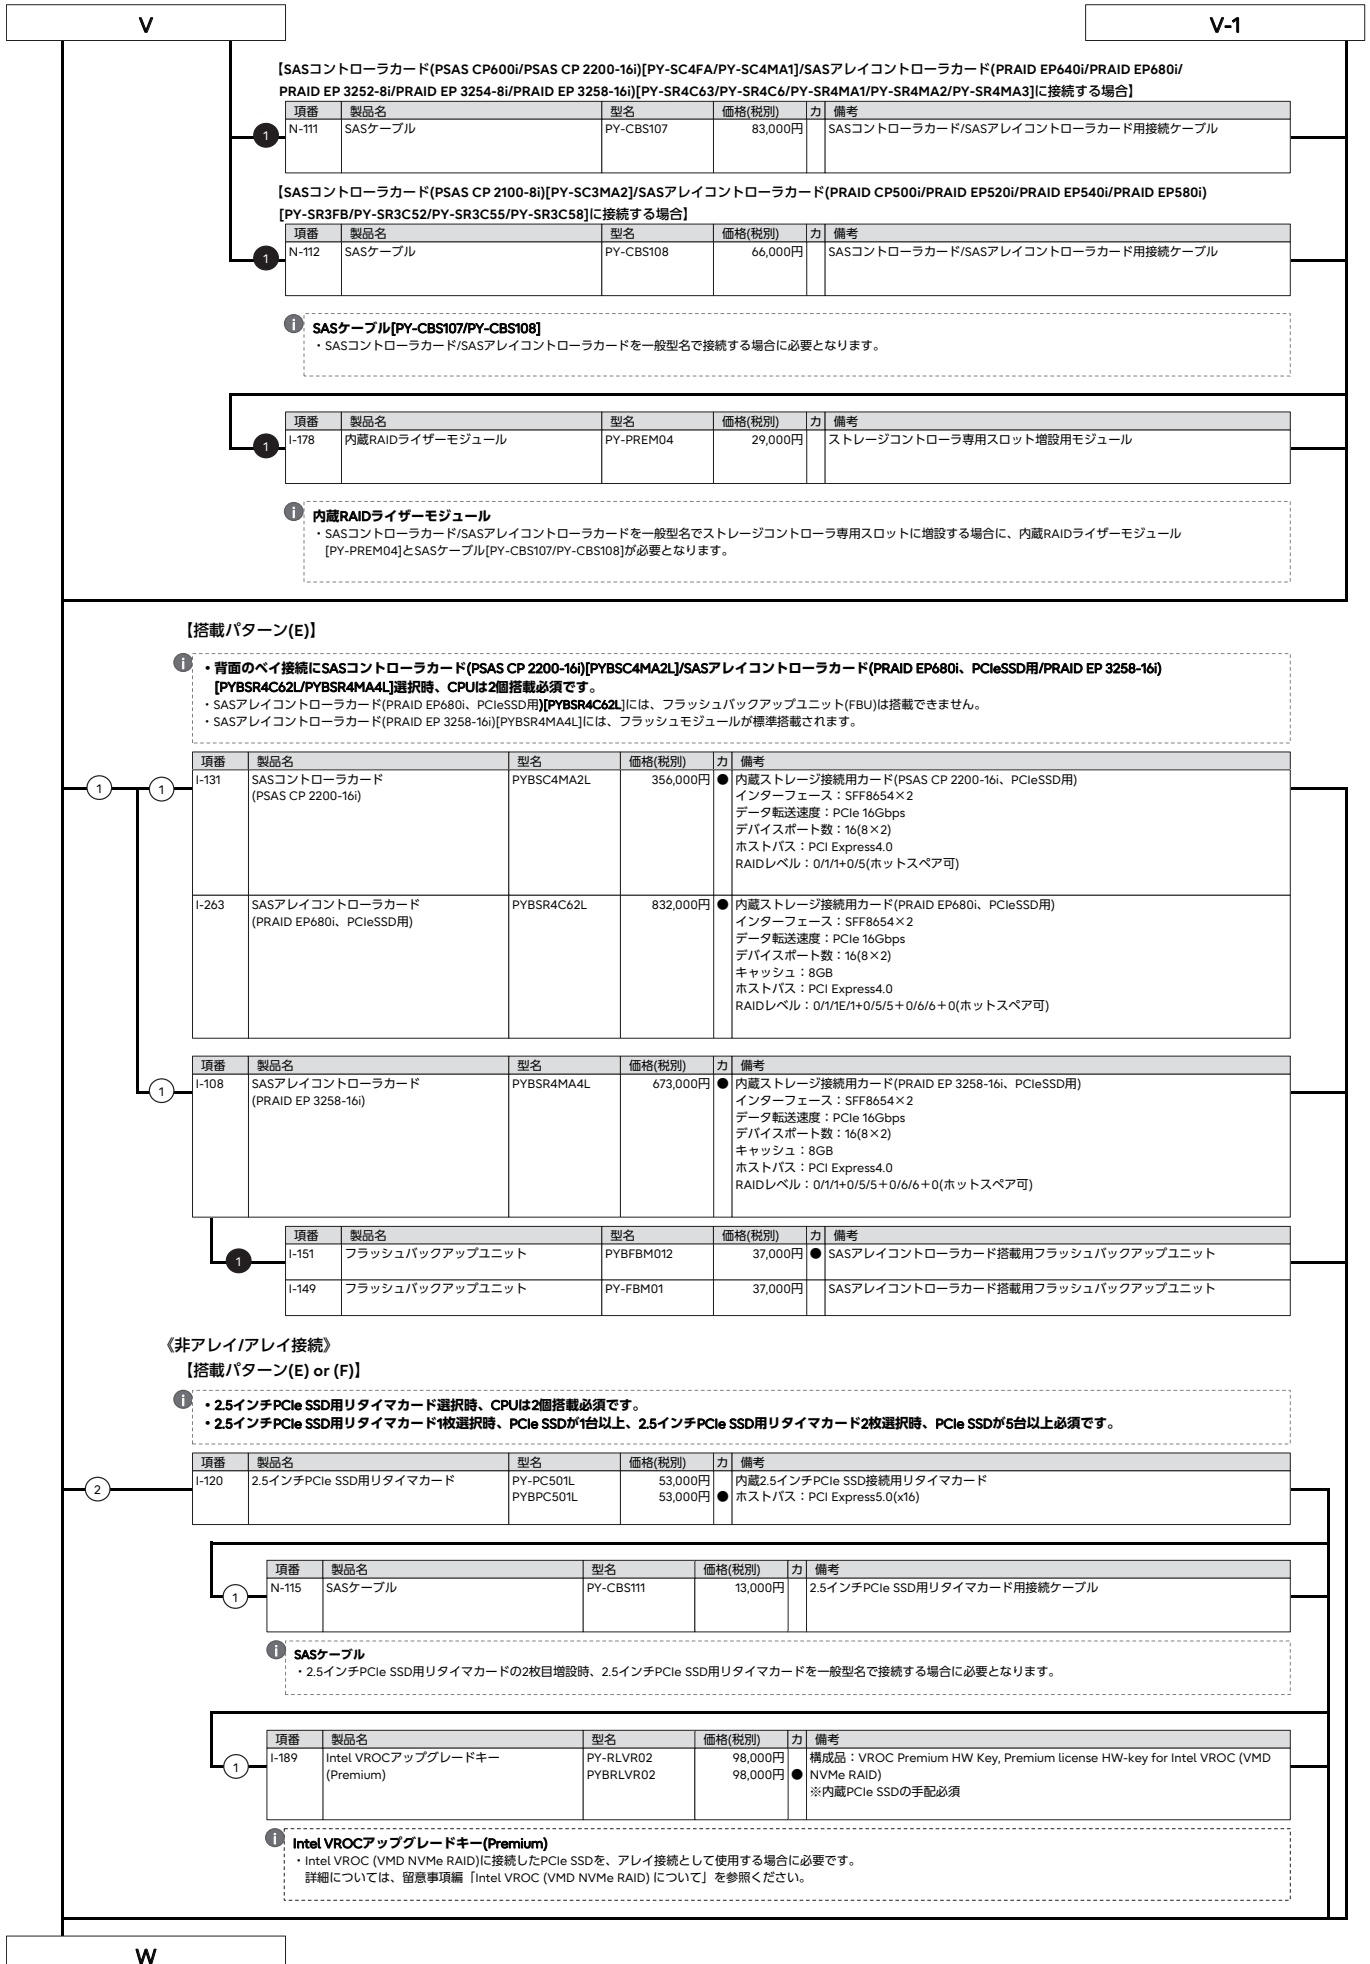 V
V-1
【SASコントローラカード(PSAS CP600i/PSAS CP 2200-16i)[PY-SC4FA/PY-SC4MA1]/SASアレイコントローラカード(PRAID EP640i/PRAID EP680i/
PRAID EP 3252-8i/PRAID EP 3254-8i/PRAID EP 3258-16i)[PY-SR4C63/PY-SR4C6/PY-SR4MA1/PY-SR4MA2/PY-SR4MA3]に接続する場合】
項番 製品名 型名 価格(税別) カ 備考
1 N-111 SASケーブル PY-CBS107 83,000円 SASコントローラカード/SASアレイコントローラカード用接続ケーブル
【SASコントローラカード(PSAS CP 2100-8i)[PY-SC3MA2]/SASアレイコントローラカード(PRAID CP500i/PRAID EP520i/PRAID EP540i/PRAID EP580i)
[PY-SR3FB/PY-SR3C52/PY-SR3C55/PY-SR3C58]に接続する場合】
項番 製品名 型名 価格(税別) カ 備考
1 N-112 SASケーブル PY-CBS108 66,000円 SASコントローラカード/SASアレイコントローラカード用接続ケーブル
i SASケーブル[PY-CBS107/PY-CBS108]
・SASコントローラカード/SASアレイコントローラカードを一般型名で接続する場合に必要となります。
項番 製品名 型名 価格(税別) カ 備考
1 I-178 内蔵RAIDライザーモジュール PY-PREM04 29,000円 ストレージコントローラ専用スロット増設用モジュール
i 内蔵RAIDライザーモジュール
・SASコントローラカード/SASアレイコントローラカードを一般型名でストレージコントローラ専用スロットに増設する場合に、内蔵RAIDライザーモジュール
[PY-PREM04]とSASケーブル[PY-CBS107/PY-CBS108]が必要となります。
【搭載パターン(E)】
i ・背面のベイ接続にSASコントローラカード(PSAS CP 2200-16i)[PYBSC4MA2L]/SASアレイコントローラカード(PRAID EP680i、PCIeSSD用/PRAID EP 3258-16i)
[PYBSR4C62L/PYBSR4MA4L]選択時、CPUは2個搭載必須です。
・SASアレイコントローラカード(PRAID EP680i、PCIeSSD用)[PYBSR4C62L]には、フラッシュバックアップユニット(FBU)は搭載できません。
・SASアレイコントローラカード(PRAID EP 3258-16i)[PYBSR4MA4L]には、フラッシュモジュールが標準搭載されます。
項番 製品名 型名 価格(税別) カ 備考
1 1 I-131 SASコントローラカード PYBSC4MA2L 356,000円 ● 内蔵ストレージ接続用カード(PSAS CP 2200-16i、PCIeSSD用)
(PSAS CP 2200-16i) インターフェース：SFF8654×2
データ転送速度：PCIe 16Gbps
デバイスポート数：16(8×2)
ホストバス：PCI Express4.0
RAIDレベル：0/1/1+0/5(ホットスペア可)
I-263 SASアレイコントローラカード PYBSR4C62L 832,000円 ● 内蔵ストレージ接続用カード(PRAID EP680i、PCIeSSD用)
(PRAID EP680i、PCIeSSD用) インターフェース：SFF8654×2
データ転送速度：PCIe 16Gbps
デバイスポート数：16(8×2)
キャッシュ：8GB
ホストバス：PCI Express4.0
RAIDレベル：0/1/1E/1+0/5/5＋0/6/6＋0(ホットスペア可)
項番 製品名 型名 価格(税別) カ 備考
1 I-108 SASアレイコントローラカード PYBSR4MA4L 673,000円 ● 内蔵ストレージ接続用カード(PRAID EP 3258-16i、PCIeSSD用)
(PRAID EP 3258-16i) インターフェース：SFF8654×2
データ転送速度：PCIe 16Gbps
デバイスポート数：16(8×2)
キャッシュ：8GB
ホストバス：PCI Express4.0
RAIDレベル：0/1/1+0/5/5＋0/6/6＋0(ホットスペア可)
項番 製品名 型名 価格(税別) カ 備考
1 I-151 フラッシュバックアップユニット PYBFBM012 37,000円 ● SASアレイコントローラカード搭載用フラッシュバックアップユニット
I-149 フラッシュバックアップユニット PY-FBM01 37,000円 SASアレイコントローラカード搭載用フラッシュバックアップユニット
《非アレイ/アレイ接続》
【搭載パターン(E) or (F)】
i ・2.5インチPCIe SSD用リタイマカード選択時、CPUは2個搭載必須です。
・2.5インチPCIe SSD用リタイマカード1枚選択時、PCIe SSDが1台以上、2.5インチPCIe SSD用リタイマカード2枚選択時、PCIe SSDが5台以上必須です。
項番 製品名 型名 価格(税別) カ 備考
2 I-120 2.5インチPCIe SSD用リタイマカード PY-PC501L 53,000円 内蔵2.5インチPCIe SSD接続用リタイマカード
PYBPC501L 53,000円 ● ホストバス：PCI Express5.0(x16)
項番 製品名 型名 価格(税別) カ 備考
1 N-115 SASケーブル PY-CBS111 13,000円 2.5インチPCIe SSD用リタイマカード用接続ケーブル
i SASケーブル
・2.5インチPCIe SSD用リタイマカードの2枚目増設時、2.5インチPCIe SSD用リタイマカードを一般型名で接続する場合に必要となります。
項番 製品名 型名 価格(税別) カ 備考
1 I-189 Intel VROCアップグレードキー PY-RLVR02 98,000円 構成品：VROC Premium HW Key, Premium license HW-key for Intel VROC (VMD
(Premium) PYBRLVR02 98,000円 ● NVMe RAID)
※内蔵PCIe SSDの手配必須
i Intel VROCアップグレードキー(Premium)
・Intel VROC (VMD NVMe RAID)に接続したPCIe SSDを、アレイ接続として使用する場合に必要です。
詳細については、留意事項編「Intel VROC (VMD NVMe RAID) について」を参照ください。
W